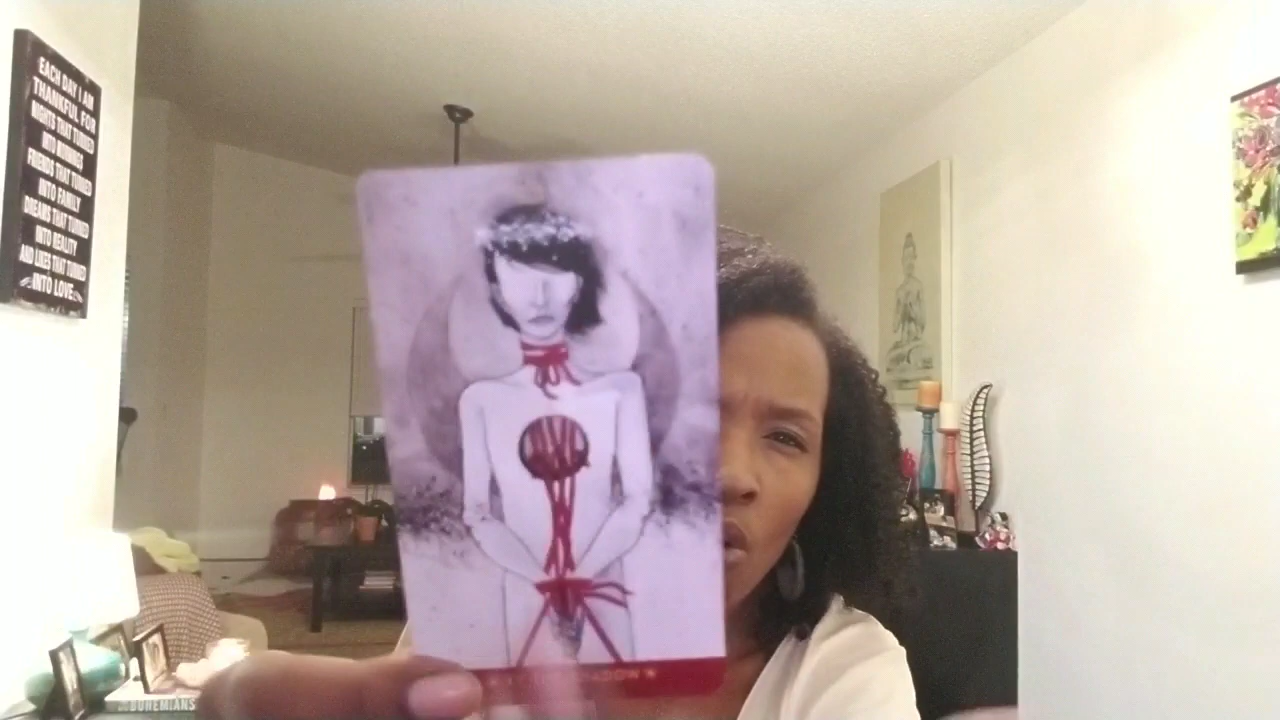 EACH DAY I AM
THANKFUL FOR
NIGHTS THAT TURNED
INTO MORNINGS
FRIENDS THAT TURNED
INTO FAMILY
DREAMS THAT TURNED
INTO REALITY
AND LIKES THAT TURNED
INTO LOVE
SHADOW
BOHEMIANS